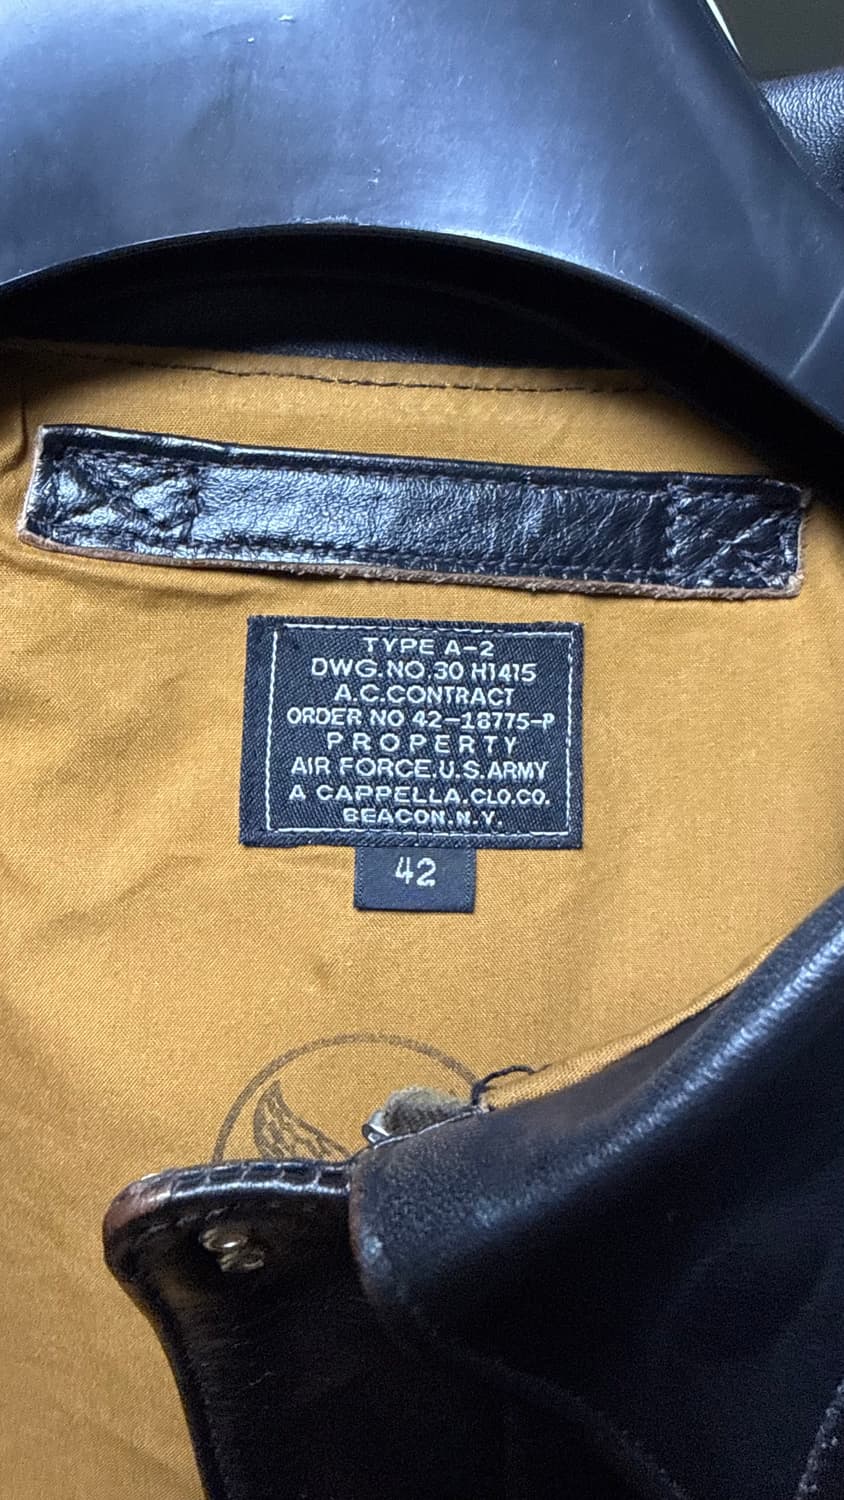 TYPE A-2
DWG.NO.30 H1415
A.C.CONTRACT
ORDER NO 42-18775-P
PROPERTY
AIR FORCE.U.S.ARMY
A CAPPELLA.CLO.CO.
BEACON.N.Y.
42